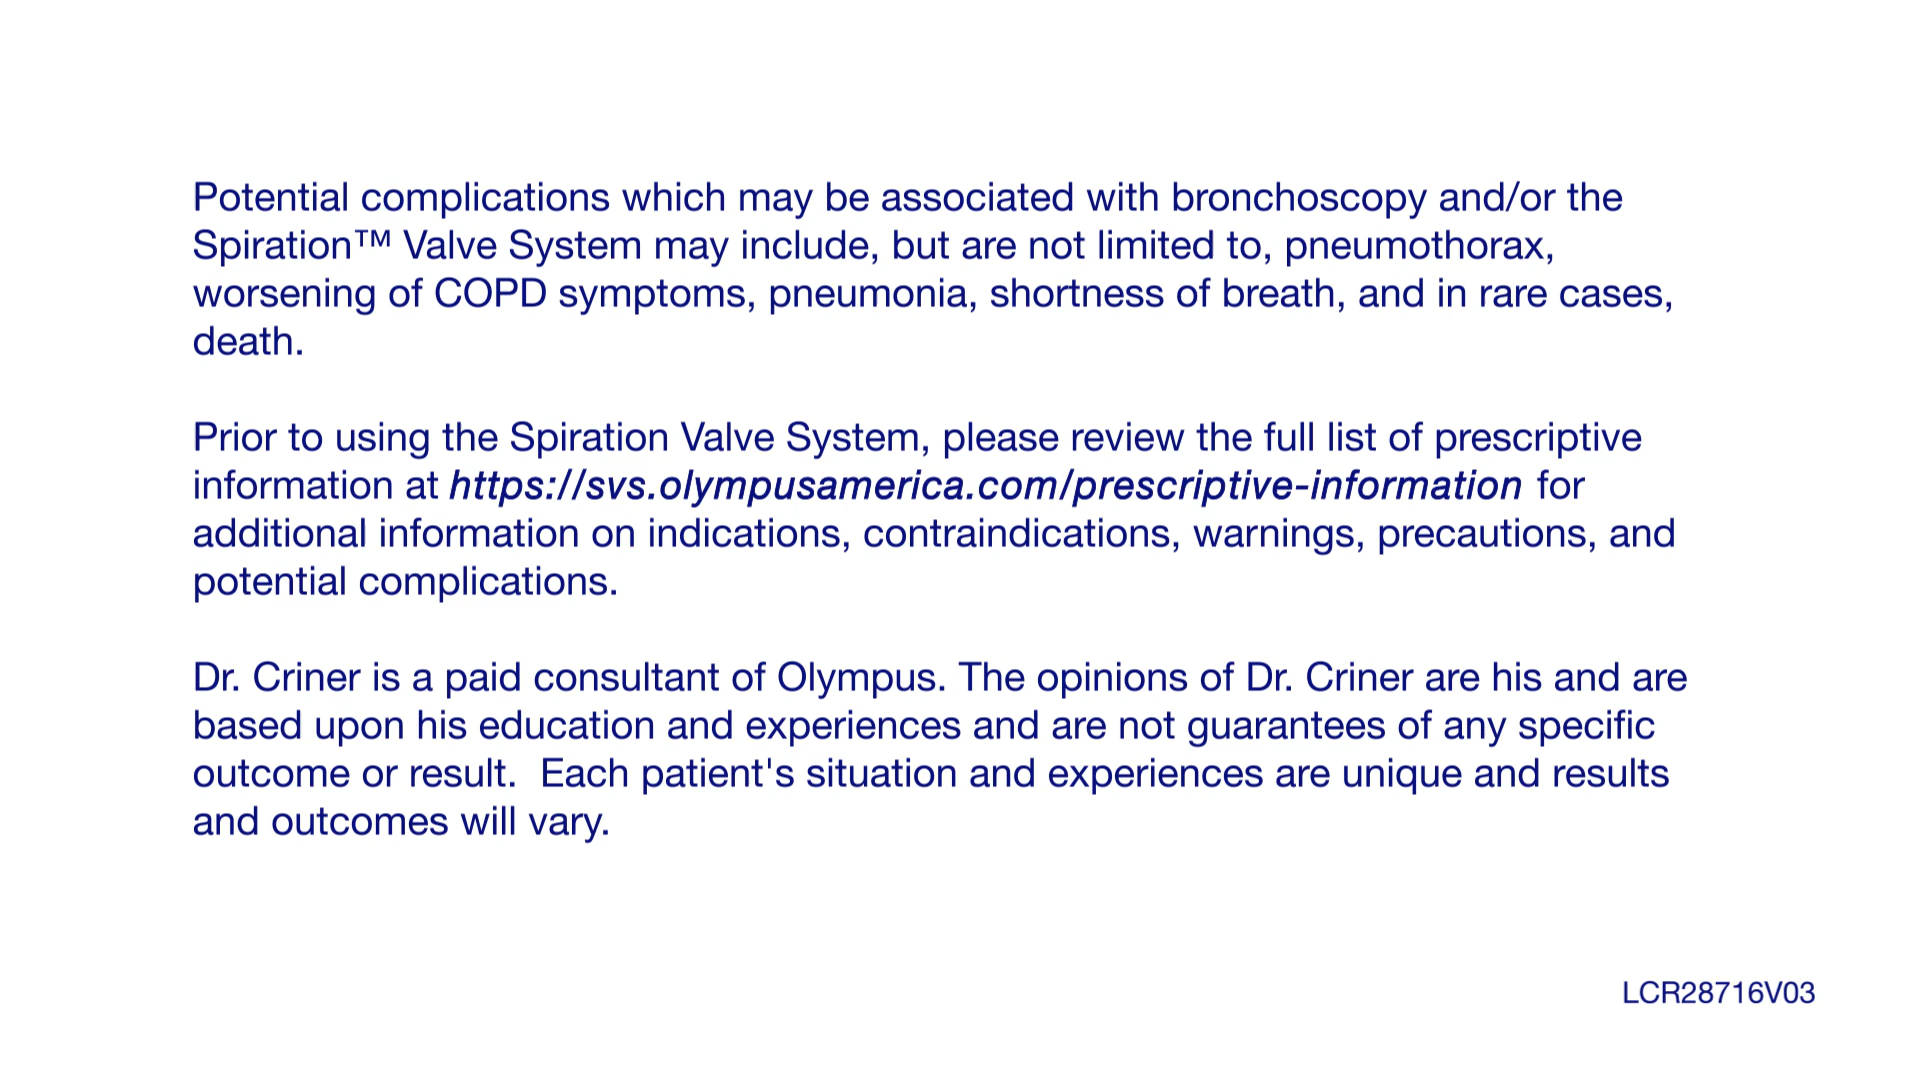 Potential complications which may be associated with bronchoscopy and/or the
Spiration™ Valve System may include, but are not limited to, pneumothorax,
worsening of COPD symptoms, pneumonia, shortness of breath, and in rare cases,
death.
Prior to using the Spiration Valve System, please review the full list of prescriptive
information at https://svs.olympusamerica.com/prescriptive-information for
additional information on indications, contraindications, warnings, precautions, and
potential complications.
Dr. Criner is a paid consultant of Olympus. The opinions of Dr. Criner are his and are
based upon his education and experiences and are not guarantees of any specific
outcome or result.  Each patient's situation and experiences are unique and results
and outcomes will vary.
LCR28716V03